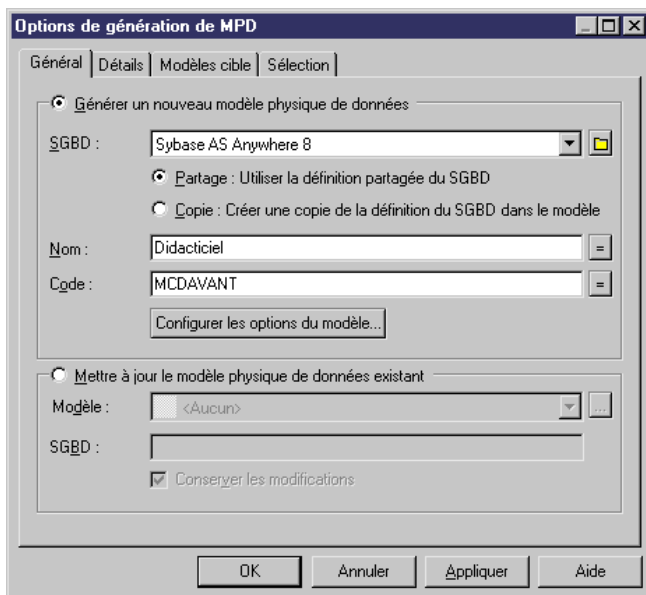 Options de génération de MPD
Général Détails Modèles cible Sélection
Générer un nouveau modèle physique de données
SGBD : Sybase AS Anywhere 8
Partage : Utiliser la définition partagée du SGBD
Copie : Créer une copie de la définition du SGBD dans le modèle
Nom : Didacticiel =
Code : MCDAVANT =
Configurer les options du modèle...
Mettre à jour le modèle physique de données existant
Modèle : <Aucun> ...
SGBD :
Conserver les modifications
OK Annuler Appliquer Aide